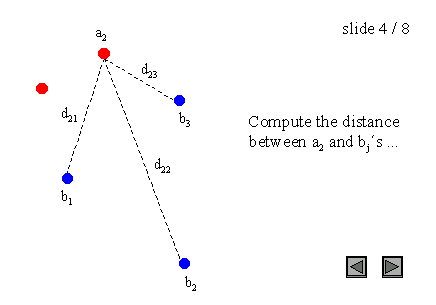 slide 4 / 8
a2
d23
d21
b3
Compute the distance
between a2 and bj´s ...
d22
b1
b2